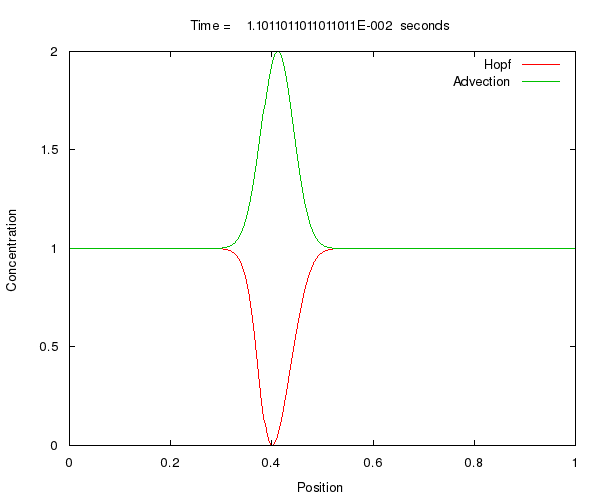 Time = 1.1011011011011011E-002 seconds
Hopf
Advection
2
1.5
1
0.5
0
Concentration
0 0.2 0.4 0.6 0.8 1
Position